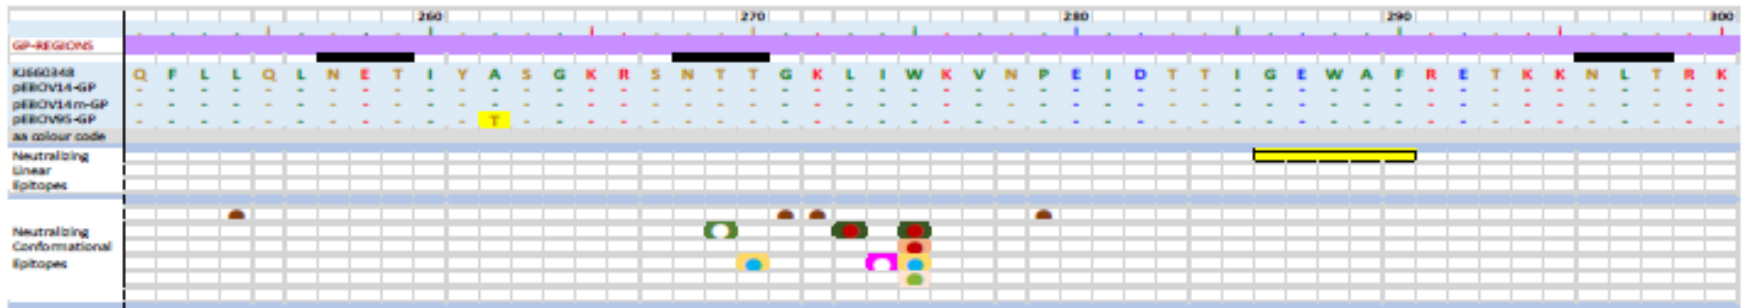 260 270 280 290 300
GP-REGIONS
KJ660348 Q F L L Q L N E T I Y A S G K R S N T T G K L I W K V N P E I D T T I G E W A F R E T K K N L T R K
pEBOV14-GP - - - - - - - - - - - - - - - - - - - - - - - - - - - - - - - - - - - - - - - - - - - - - - - - - -
pEBOV14m-GP - - - - - - - - - - - - - - - - - - - - - - - - - - - - - - - - - - - - - - - - - - - - - - - - - -
pEBOV95-GP - - - - - - - - - - - T - - - - - - - - - - - - - - - - - - - - - - - - - - - - - - - - - - - - - -
aa colour code
Neutralizing
Linear
Epitopes
Neutralizing
Conformational
Epitopes